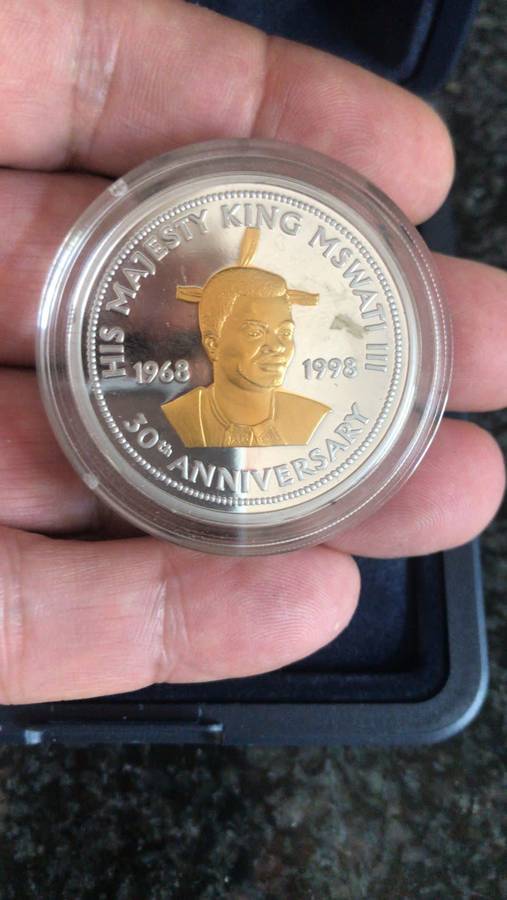 HIS MAJESTY KING MSWATI III
1968 1998
30th ANNIVERSARY